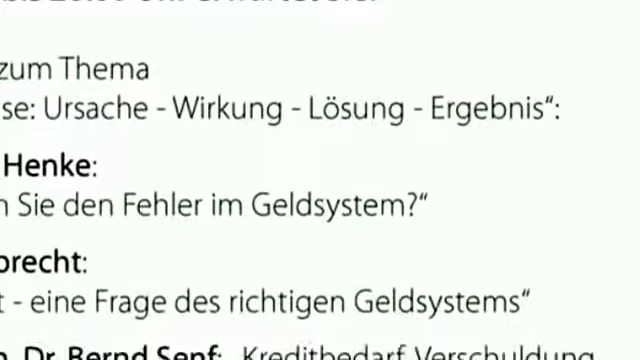 zum Thema
se: Ursache - Wirkung - Lösung - Ergebnis“:
Henke:
n Sie den Fehler im Geldsystem?“
brecht:
t - eine Frage des richtigen Geldsystems“
Dr. Bernd Senf: „Kreditbedarf, Verschuldung